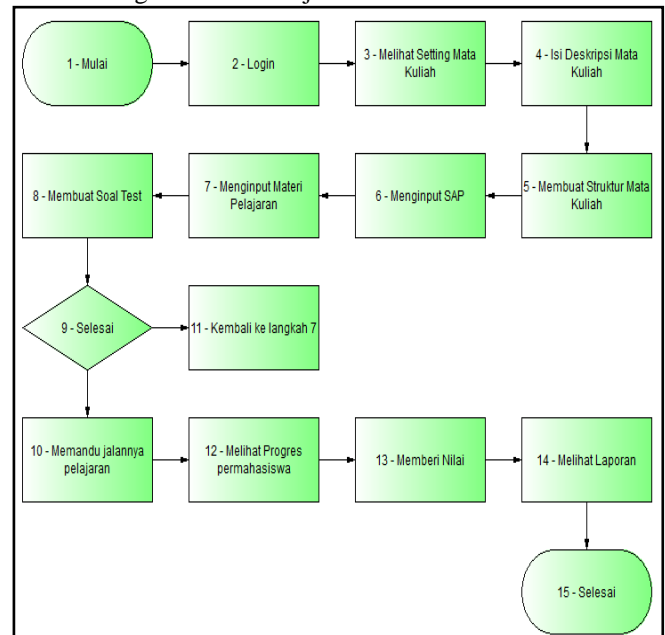 1 - Mulai
2 - Login
3 - Melihat Setting Mata
Kuliah
4 - Isi Deskripsi Mata
Kuliah
8 - Membuat Soal Test
7 - Menginput Materi
Pelajaran
6 - Menginput SAP
5 - Membuat Struktur Mata
Kuliah
9 - Selesai
11 - Kembali ke langkah 7
10 - Memandu jalannya
pelajaran
12 - Melihat Progres
permahasiswa
13 - Memberi Nilai
14 - Melihat Laporan
15 - Selesai